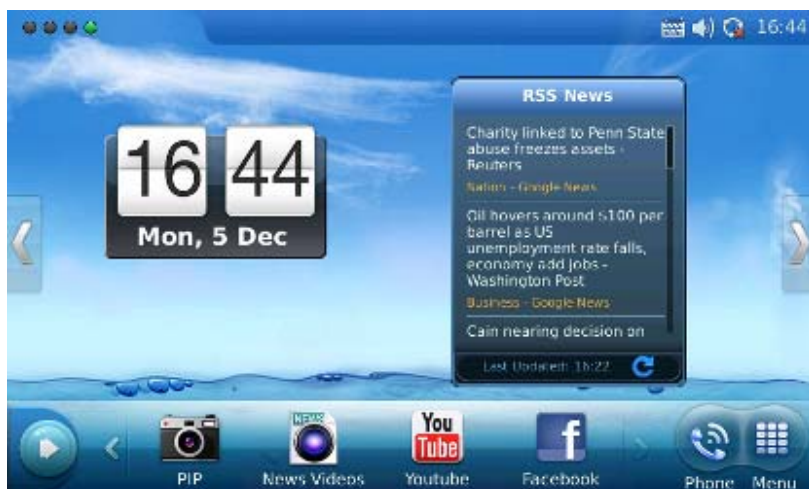 16:44
16 44
Mon, 5 Dec
RSS News
Charity linked to Penn State
abuse freezes assets -
Reuters
Nation - Google News
Oil hovers around $100 per
barrel as US
unemployment rate falls,
economy add jobs -
Washington Post
Business - Google News
Cain nearing decision on
Last Updated: 16:22
NEWS
You
Tube
f
PIP
News Videos
Youtube
Facebook
Phone
Menu